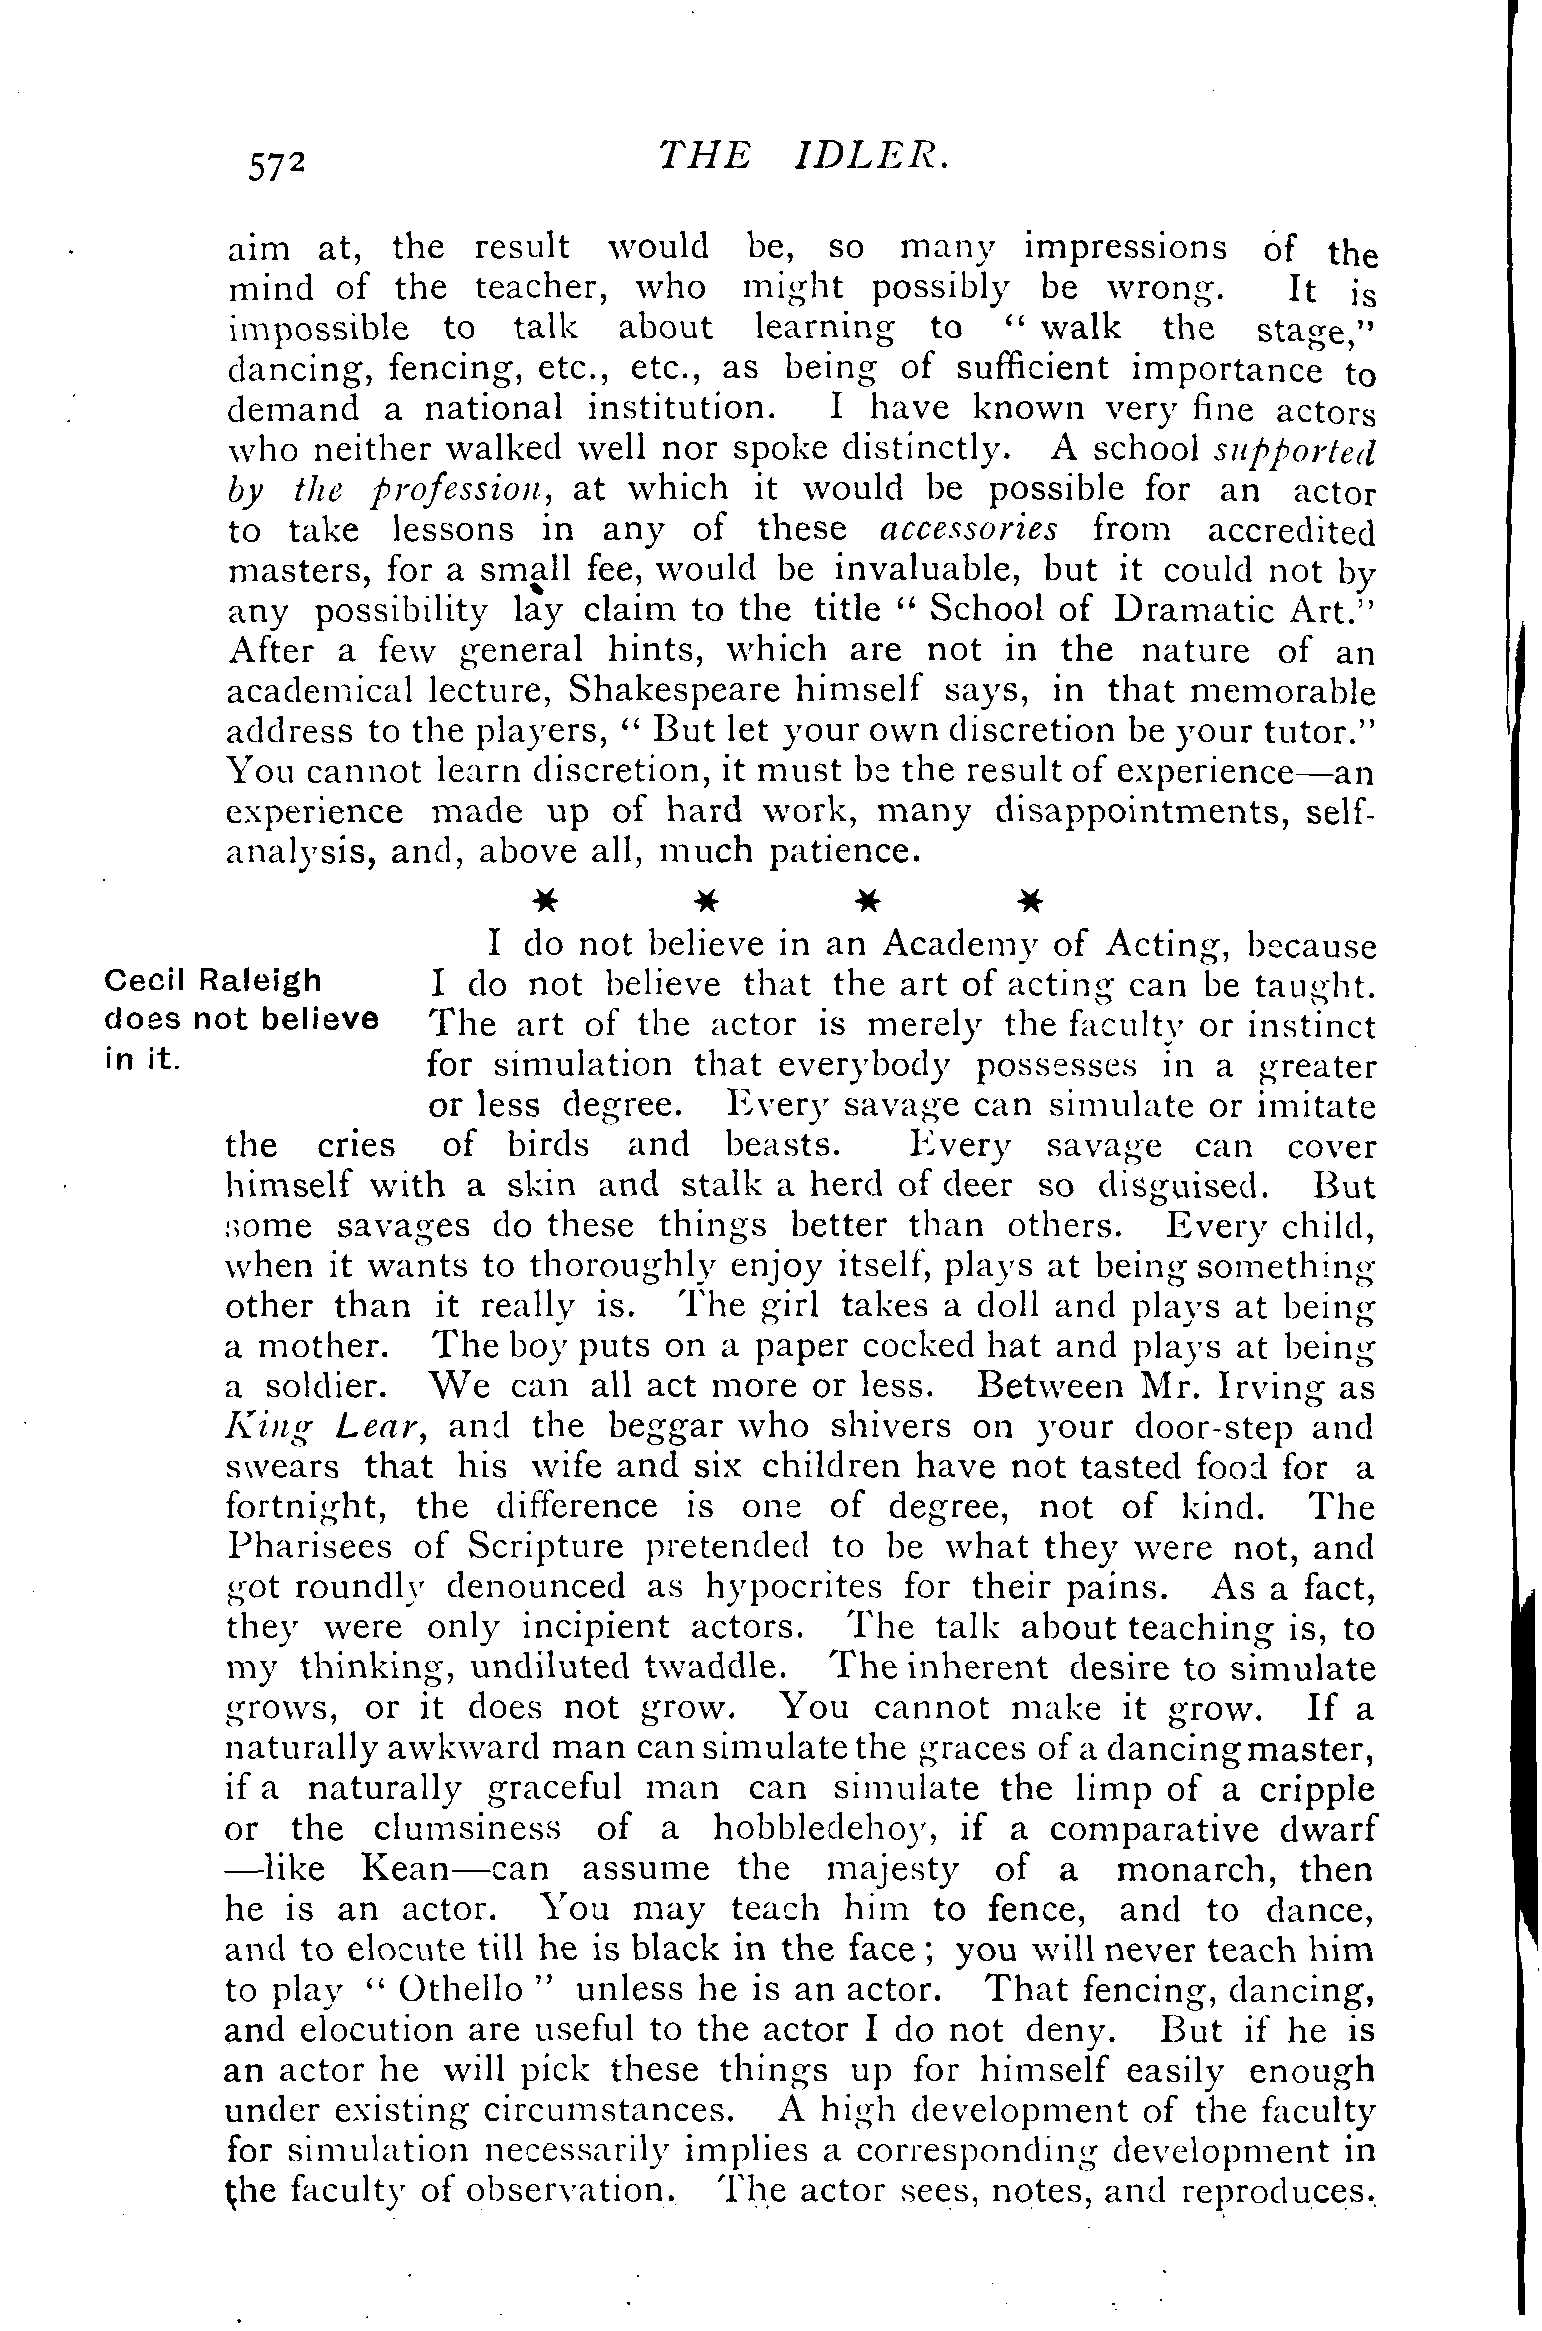 572 THE IDLER.
aim at, the result would be, so many impressions of the
mind of the teacher, who might possibly be wrong. It is
impossible to talk about learning to “ walk the stage,”
dancing, fencing, etc., etc., as being of sufficient importance to
demand a national institution. I have known very fine actors
who neither walked well nor spoke distinctly. A school supported
by the profession, at which it would be possible for an actor
to take lessons in any of these accessories from accredited
masters, for a small fee, would be invaluable, but it could not by
any possibility lay claim to the title “ School of Dramatic Art.”
After a few general hints, which are not in the nature of an
academical lecture, Shakespeare himself says, in that memorable
address to the players, “ But let your own discretion be your tutor.”
You cannot learn discretion, it must be the result of experience—an
experience made up of hard work, many disappointments, self-
analysis, and, above all, much patience.
* * * *
Cecil Raleigh
does not believe
in it.
I do not believe in an Academy of Acting, because
I do not believe that the art of acting can be taught.
The art of the actor is merely the faculty or instinct
for simulation that everybody possesses in a greater
or less degree. Every savage can simulate or imitate
the cries of birds and beasts. Every savage can cover
himself with a skin and stalk a herd of deer so disguised. But
some savages do these things better than others. Every child,
when it wants to thoroughly enjoy itself, plays at being something
other than it really is. The girl takes a doll and plays at being
a mother. The boy puts on a paper cocked hat and plays at being
a soldier. We can all act more or less. Between Mr. Irving as
King Lear, and the beggar who shivers on your door-step and
swears that his wife and six children have not tasted food for a
fortnight, the difference is one of degree, not of kind. The
Pharisees of Scripture pretended to be what they were not, and
got roundly denounced as hypocrites for their pains. As a fact,
they were only incipient actors. The talk about teaching is, to
my thinking, undiluted twaddle. The inherent desire to simulate
grows, or it does not grow. You cannot make it grow. If a
naturally awkward man can simulate the graces of a dancing master,
if a naturally graceful man can simulate the limp of a cripple
or the clumsiness of a hobbledehoy, if a comparative dwarf
—like Kean—can assume the majesty of a monarch, then
he is an actor. You may teach him to fence, and to dance,
and to elocute till he is black in the face ; you will never teach him
to play “ Othello ” unless he is an actor. That fencing, dancing,
and elocution are useful to the actor I do not deny. But if he is
an actor he will pick these things up for himself easily enough
under existing circumstances. A high development of the faculty
for simulation necessarily implies a corresponding development in
the faculty of observation. The actor sees, notes, and reproduces.